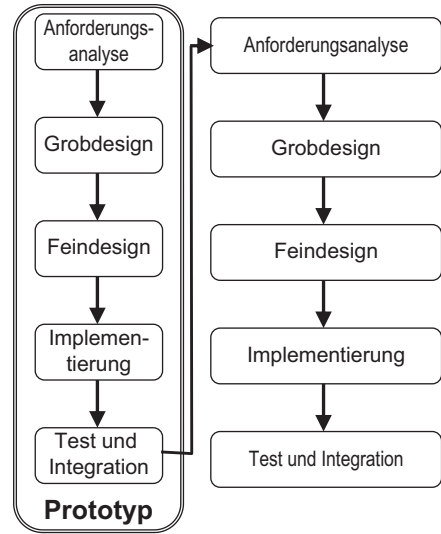 Anforderungs-
analyse
Grobdesign
Feindesign
Implemen-
tierung
Test und
Integration
Prototyp
Anforderungsanalyse
Grobdesign
Feindesign
Implementierung
Test und Integration